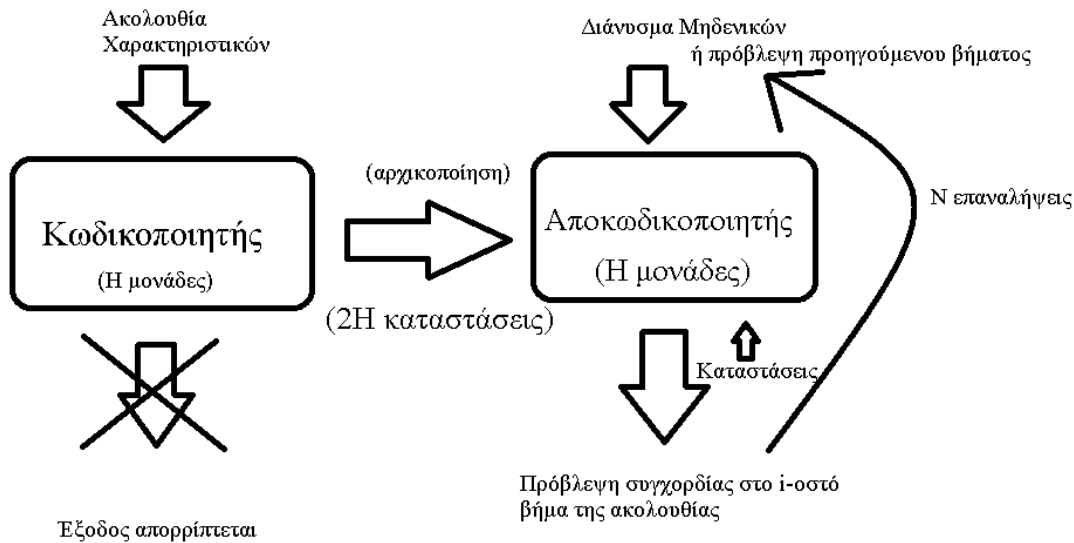 Ακολουθία
Χαρακτηριστικών
Διάνυσμα Μηδενικών
ή πρόβλεψη προηγούμενου βήματος
Κωδικοποιητής
(H μονάδες)
(αρχικοποίηση)
(2H καταστάσεις)
Αποκωδικοποιητής
(H μονάδες)
N επαναλήψεις
Καταστάσεις
Πρόβλεψη συγχορδίας στο i-οστό
βήμα της ακολουθίας
Έξοδος απορρίπτεται